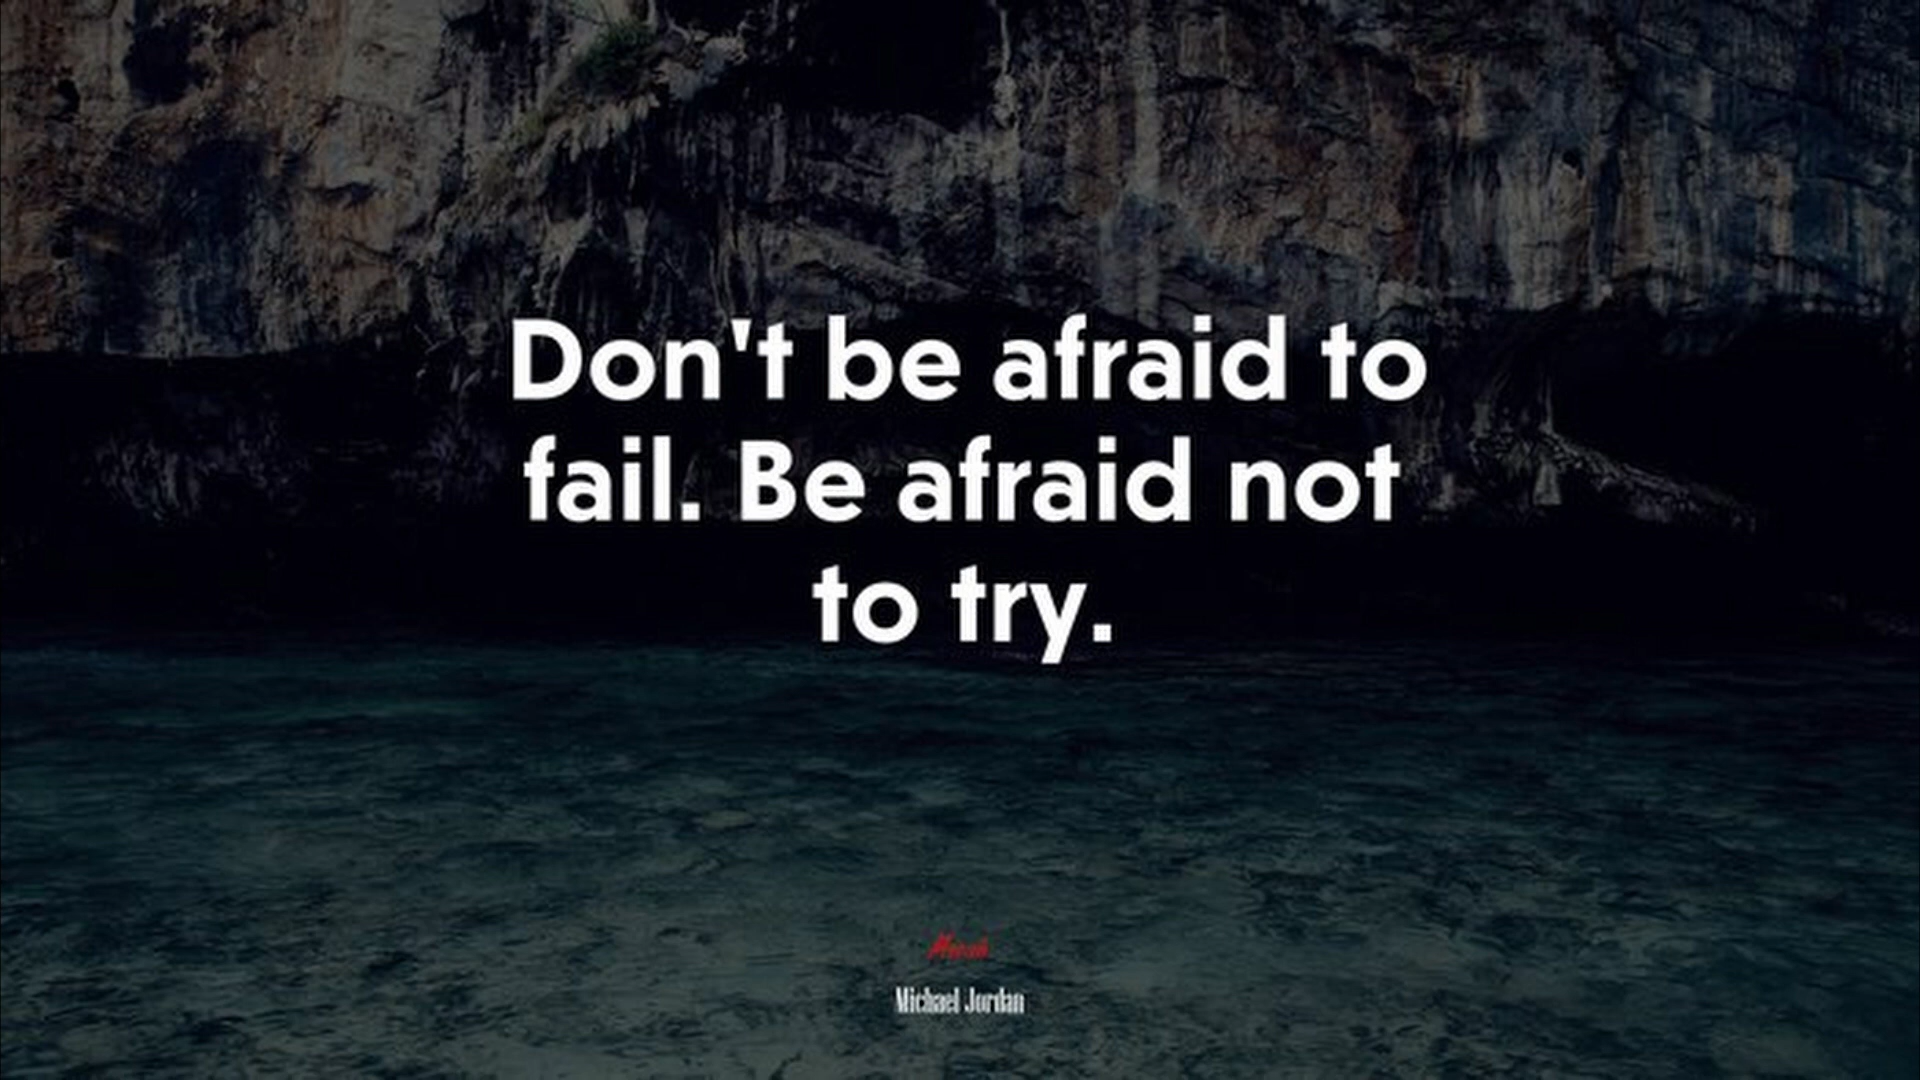 Don't be afraid to
fail. Be afraid not
to try.
Michael Jordan